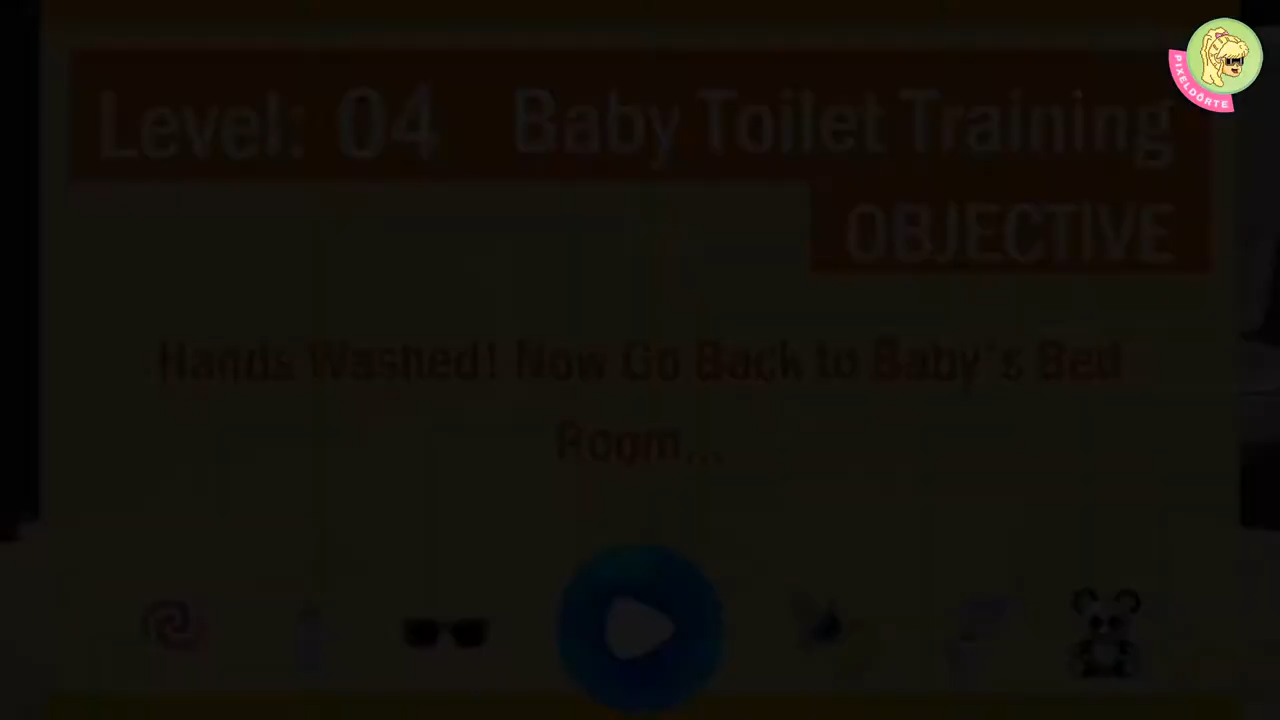 PIXELDÖRTE
Level: 04 Baby Toilet Training
OBJECTIVE
Hands Washed! Now Go Back to Baby's Bed
Room...